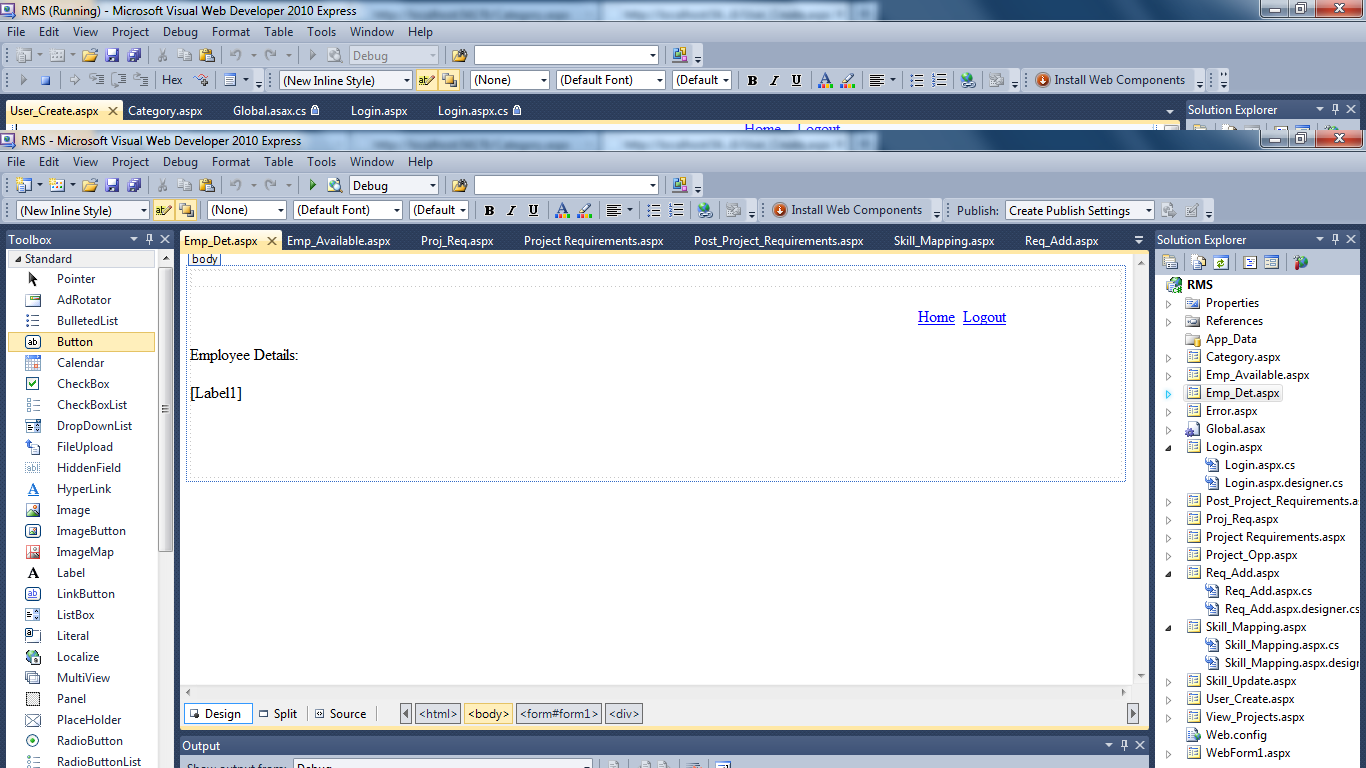 RMS (Running) - Microsoft Visual Web Developer 2010 Express
File Edit View Project Debug Format Table Tools Window Help
Debug
Hex (New Inline Style) (None) (Default Font) (Default B I U Install Web Components
User_Create.aspx Category.aspx Global.asax.cs Login.aspx Login.aspx.cs Solution Explorer
Home Logout
RMS - Microsoft Visual Web Developer 2010 Express
File Edit View Project Debug Format Table Tools Window Help
Debug
(New Inline Style) (None) (Default Font) (Default B I U Install Web Components Publish: Create Publish Settings
Toolbox
Standard
Pointer
AdRotator
BulletedList
Button
Calendar
CheckBox
CheckBoxList
DropDownList
FileUpload
HiddenField
HyperLink
Image
ImageButton
ImageMap
Label
LinkButton
ListBox
Literal
Localize
MultiView
Panel
PlaceHolder
RadioButton
RadioButtonList
Emp_Det.aspx Emp_Available.aspx Proj_Req.aspx Project Requirements.aspx Post_Project_Requirements.aspx Skill_Mapping.aspx Req_Add.aspx
body
Home Logout
Employee Details:
[Label1]
Design Split Source <html> <body> <form#form1> <div>
Output
Show output from: Debug
Solution Explorer
RMS
Properties
References
App_Data
Category.aspx
Emp_Available.aspx
Emp_Det.aspx
Error.aspx
Global.asax
Login.aspx
Login.aspx.cs
Login.aspx.designer.cs
Post_Project_Requirements.a
Proj_Req.aspx
Project Requirements.aspx
Project_Opp.aspx
Req_Add.aspx
Req_Add.aspx.cs
Req_Add.aspx.designer.cs
Skill_Mapping.aspx
Skill_Mapping.aspx.cs
Skill_Mapping.aspx.design
Skill_Update.aspx
User_Create.aspx
View_Projects.aspx
Web.config
WebForm1.aspx